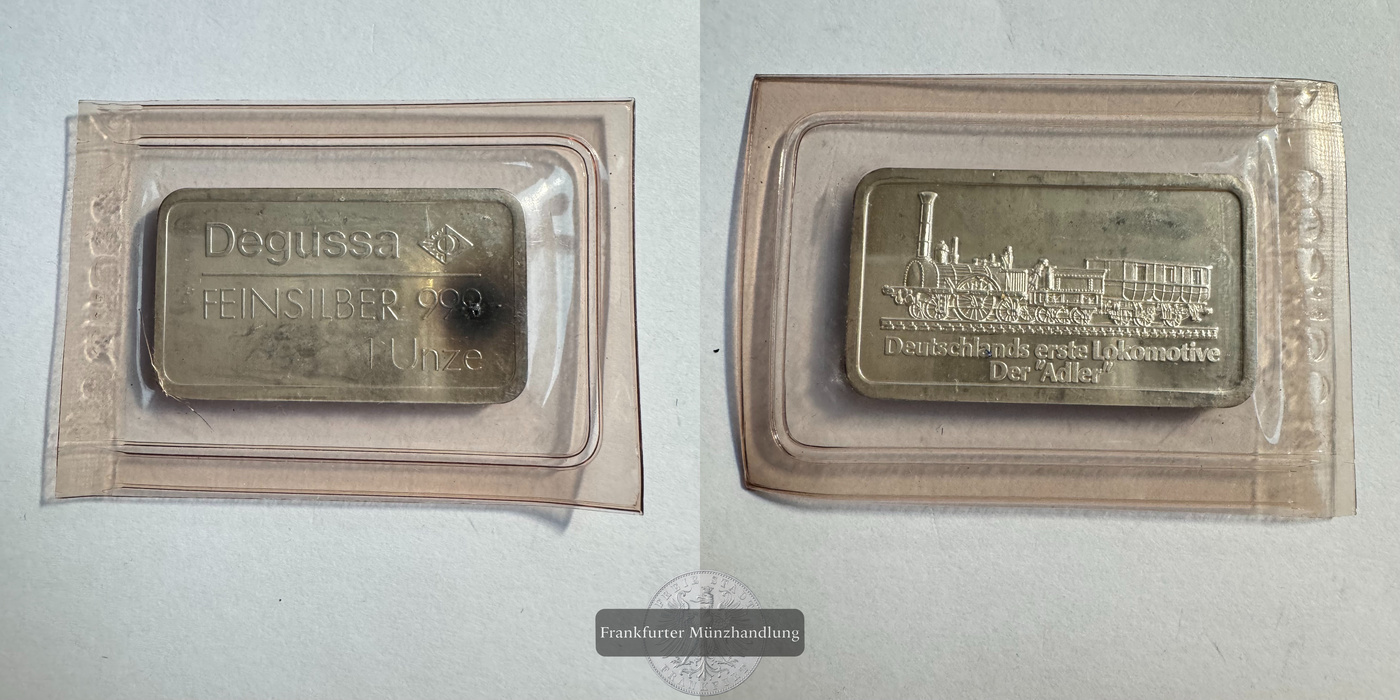 Degussa
FEINSILBER 999
1 Unze
Deutschlands erste Lokomotive
Der "Adler"
Frankfurter Münzhandlung